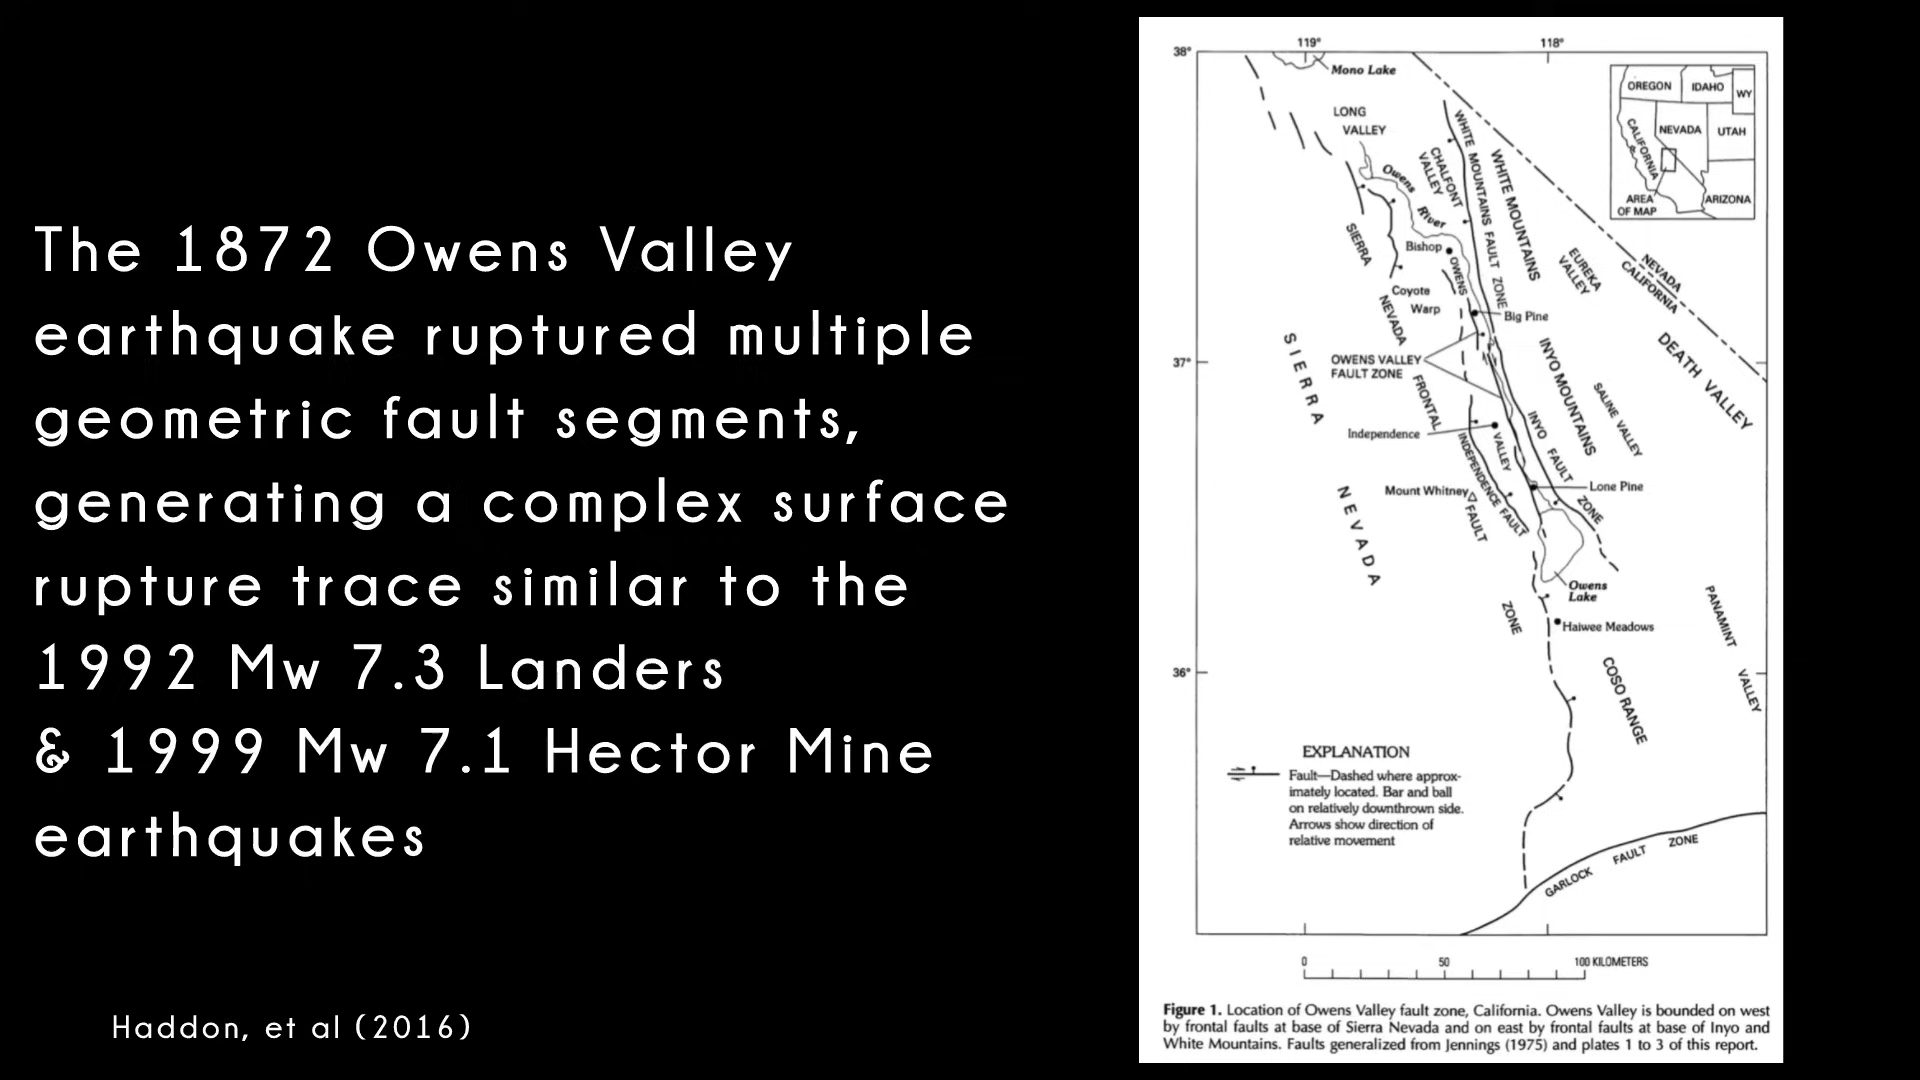 The 1872 Owens Valley
earthquake ruptured multiple
geometric fault segments,
generating a complex surface
rupture trace similar to the
1992 Mw 7.3 Landers
& 1999 Mw 7.1 Hector Mine
earthquakes
Haddon, et al (2016)
119°
118°
38°
Mono Lake
OREGON
IDAHO
WY
NEVADA
UTAH
CALIFORNIA
AREA
OF MAP
ARIZONA
LONG
VALLEY
WHITE MOUNTAINS FAULT ZONE
WHITE MOUNTAINS
CHALFONT
VALLEY
Owens
River
Bishop
SIERRA
NEVADA
FRONTAL
FAULT
ZONE
OWENS
VALLEY
EUREKA
VALLEY
NEVADA
CALIFORNIA
Coyote
Warp
Big Pine
37°
OWENS VALLEY
FAULT ZONE
SIERRA
NEVADA
INYO MOUNTAINS
DEATH VALLEY
SALINE VALLEY
Independence
INYO FAULT
ZONE
INDEPENDENCE FAULT
Mount Whitney
Lone Pine
Owens
Lake
Haiwee Meadows
PANAMINT
VALLEY
36°
COSO RANGE
EXPLANATION
Fault—Dashed where approx-
imately located. Bar and ball
on relatively downthrown side.
Arrows show direction of
relative movement
GARLOCK FAULT ZONE
0 50 100 KILOMETERS
Figure 1. Location of Owens Valley fault zone, California. Owens Valley is bounded on west
by frontal faults at base of Sierra Nevada and on east by frontal faults at base of Inyo and
White Mountains. Faults generalized from Jennings (1975) and plates 1 to 3 of this report.